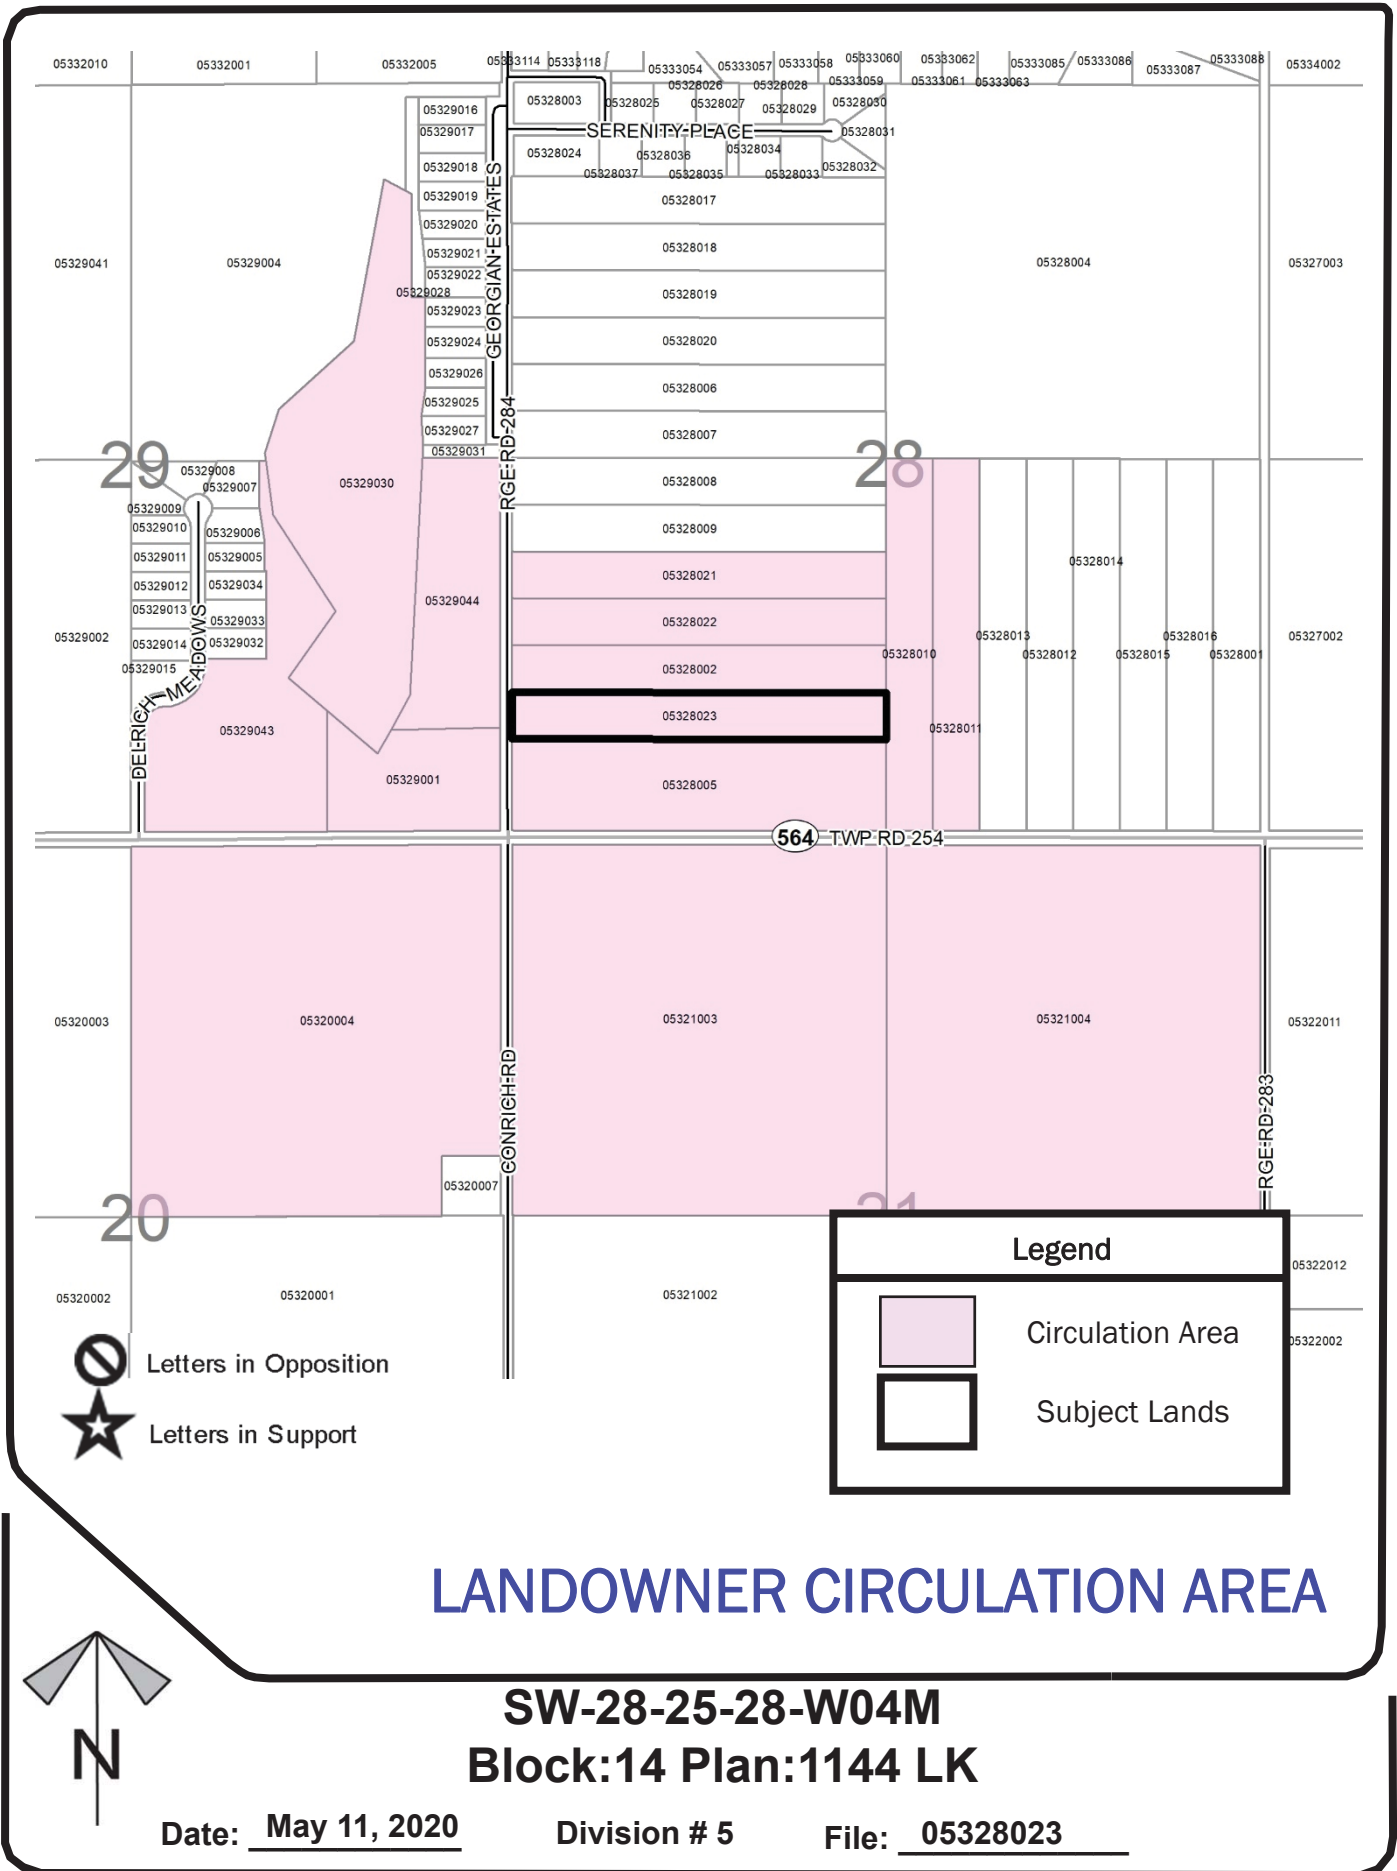 05332010 05332001 05332005 05333114 05333118 05333054 05333057 05333058 05333060 05333062 05333085 05333086 05333087 05333088 05334002
05333059 05333061 05333063
05328003 05328025 05328026 05328027 05328028 05328029 05328030
SERENITY PLACE 05328031
05328024 05328037 05328036 05328035 05328034 05328033 05328032
05329016
05329017
05329018
05329019
05329020
05329021
05329022
05329028
05329023
05329024
05329026
05329025
05329027
05329031
GEORGIAN ESTATES
RGE RD 284
05328017
05328018
05328019
05328020
05328006
05328007
05328008
05328009
05328021
05328022
05328002
05328023
05328005
05329041 05329004 05328004 05327003
29 28
05329008
05329007
05329009
05329010 05329006
05329011 05329005
05329012 05329034
05329013 05329033
05329014 05329032
05329015
DELRICH MEADOWS
05329030
05329044
05329002
05329043
05329001
05328010
05328011
05328013
05328012
05328014
05328015
05328016
05328001
05327002
564 TWP RD 254
05320003 05320004 05321003 05321004 05322011
CONRICH RD
RGE RD 283
05320007
20 21
05320002 05320001 05321002 05322012
05322002
Legend
Circulation Area
Subject Lands
Letters in Opposition
Letters in Support
LANDOWNER CIRCULATION AREA
N
SW-28-25-28-W04M
Block:14 Plan:1144 LK
Date: May 11, 2020 Division # 5 File: 05328023